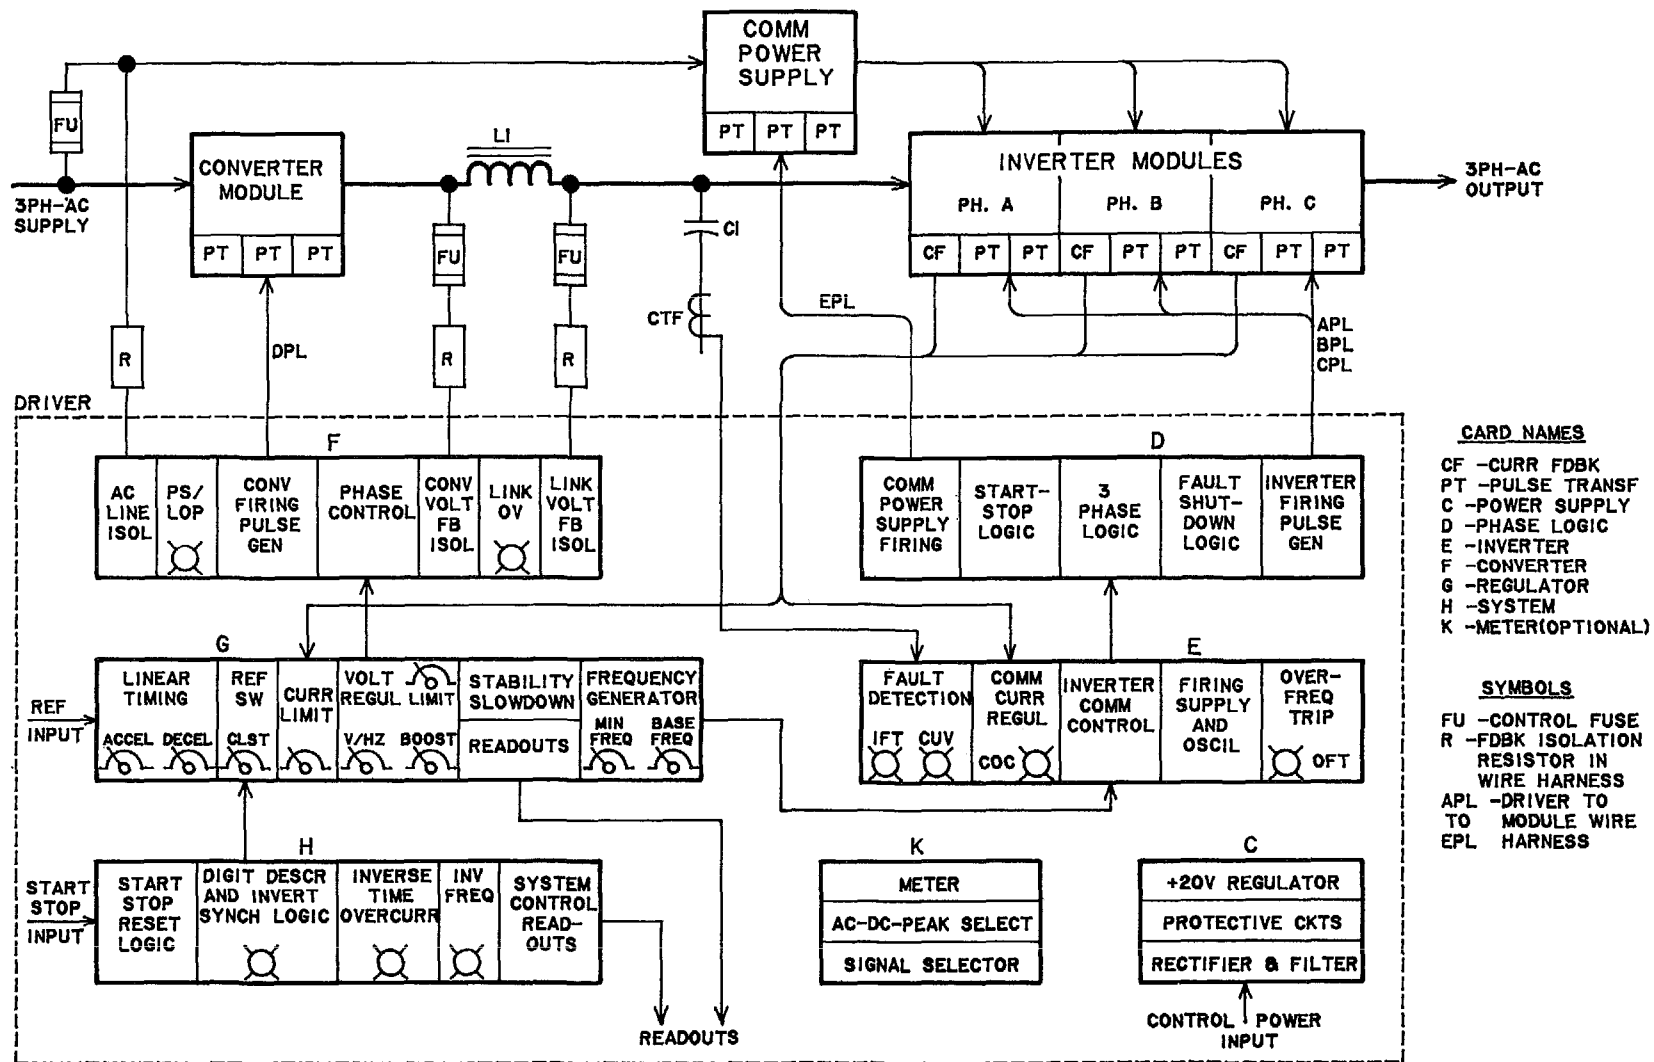 COMM
POWER
SUPPLY
PT PT PT
FU
CONVERTER
MODULE
PT PT PT
L1
INVERTER MODULES
PH. A PH. B PH. C
CF PT PT CF PT PT CF PT PT
3PH-AC
OUTPUT
3PH-AC
SUPPLY
FU
FU
C1
CTF
EPL
R
DPL
R
R
APL
BPL
CPL
DRIVER
F
AC
LINE
ISOL
PS/
LOP
CONV
FIRING
PULSE
GEN
PHASE
CONTROL
CONV
VOLT
FB
ISOL
LINK
OV
LINK
VOLT
FB
ISOL
D
COMM
POWER
SUPPLY
FIRING
START-
STOP
LOGIC
3
PHASE
LOGIC
FAULT
SHUT-
DOWN
LOGIC
INVERTER
FIRING
PULSE
GEN
CARD NAMES
CF -CURR FDBK
PT -PULSE TRANSF
C -POWER SUPPLY
D -PHASE LOGIC
E -INVERTER
F -CONVERTER
G -REGULATOR
H -SYSTEM
K -METER(OPTIONAL)
G
REF
INPUT
LINEAR
TIMING
ACCEL DECEL
REF
SW
CLST
CURR
LIMIT
VOLT
REGUL LIMIT
V/HZ BOOST
STABILITY
SLOWDOWN
READOUTS
FREQUENCY
GENERATOR
MIN
FREQ
BASE
FREQ
E
FAULT
DETECTION
IFT CUV
COMM
CURR
REGUL
COC
INVERTER
COMM
CONTROL
FIRING
SUPPLY
AND
OSCIL
OVER-
FREQ
TRIP
OFT
SYMBOLS
FU -CONTROL FUSE
R -FDBK ISOLATION
RESISTOR IN
WIRE HARNESS
APL -DRIVER TO
TO MODULE WIRE
EPL HARNESS
H
START
STOP
INPUT
START
STOP
RESET
LOGIC
DIGIT DESCR
AND INVERT
SYNCH LOGIC
INVERSE
TIME
OVERCURR
INV
FREQ
SYSTEM
CONTROL
READ-
OUTS
K
METER
AC-DC-PEAK SELECT
SIGNAL SELECTOR
C
+20V REGULATOR
PROTECTIVE CKTS
RECTIFIER & FILTER
READOUTS
CONTROL POWER
INPUT